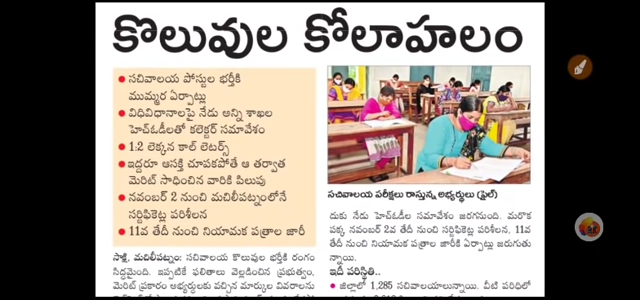 కొలువుల కోలాహలం
• సచివాలయ పోస్టుల భర్తీకి
ముమ్మర ఏర్పాట్లు
• విధివిధానాలపై నేడు అన్ని శాఖల
హెచ్ఓడీలతో కలెక్టర్ సమావేశం
• 1:2 లెక్కన కాల్ లెటర్స్
• ఇద్దరూ ఆసక్తి చూపకపోతే ఆ తర్వాత
మెరిట్ సాధించిన వారికి పిలుపు
• నవంబర్ 2 నుంచి మచిలీపట్నంలోనే
సర్టిఫికెట్ల పరిశీలన
• 11వ తేదీ నుంచి నియామక పత్రాల జారీ
సాక్షి, మచిలీపట్నం: సచివాలయ కొలువుల భర్తీకి రంగం
సిద్ధమైంది. ఇప్పటికే ఫలితాలు వెల్లడించిన ప్రభుత్వం,
మెరిట్ ప్రకారం అభ్యర్థులకు వచ్చిన మార్కుల వివరాలను
సచివాలయ పరీక్షలు రాస్తున్న అభ్యర్థులు (ఫైల్)
దుకు నేడు హెచ్ఓడీల సమావేశం జరగనుంది. మరొక
పక్క నవంబర్ 2వ తేదీ నుంచి సర్టిఫికెట్ల పరిశీలన, 11వ
తేదీ నుంచి నియామక పత్రాల జారీకి ఏర్పాట్లు జరుగుతు
న్నాయి.
ఇదీ పరిస్థితి..
• జిల్లాలో 1,285 సచివాలయాలున్నాయి. వీటి పరిధిలో